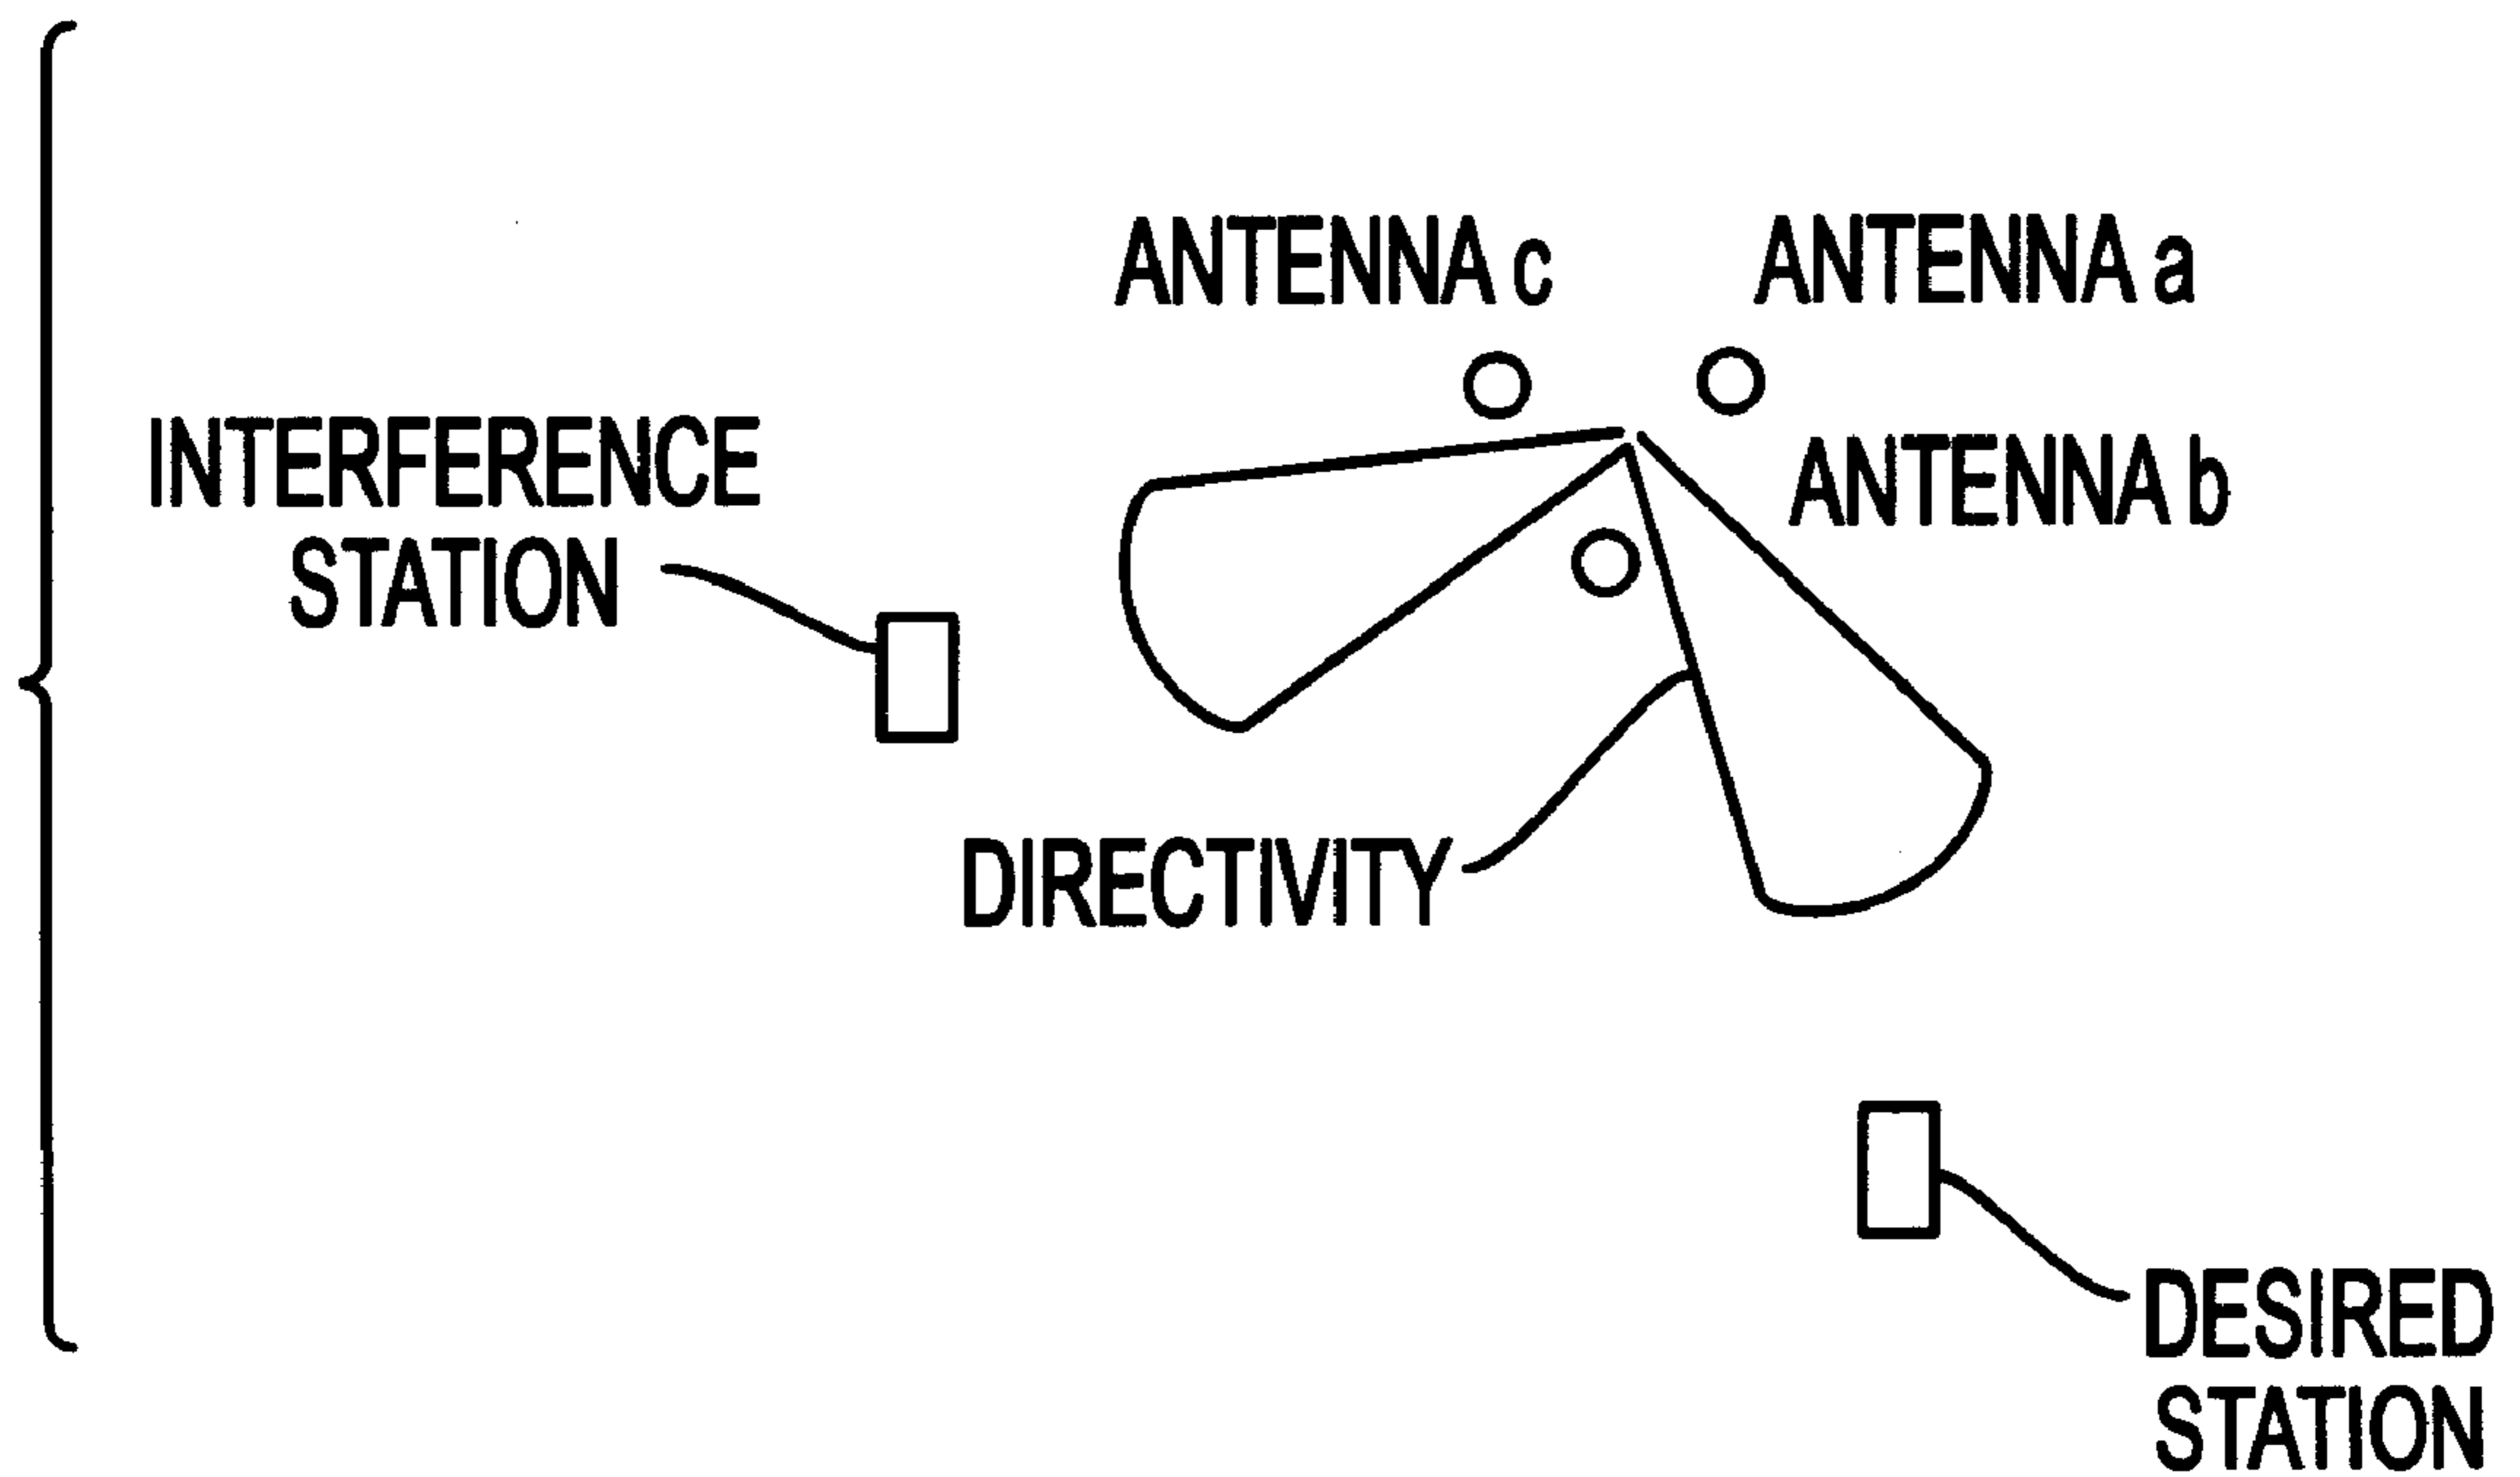 ANTENNA c
ANTENNA a
INTERFERENCE
STATION
ANTENNA b
DIRECTIVITY
DESIRED
STATION